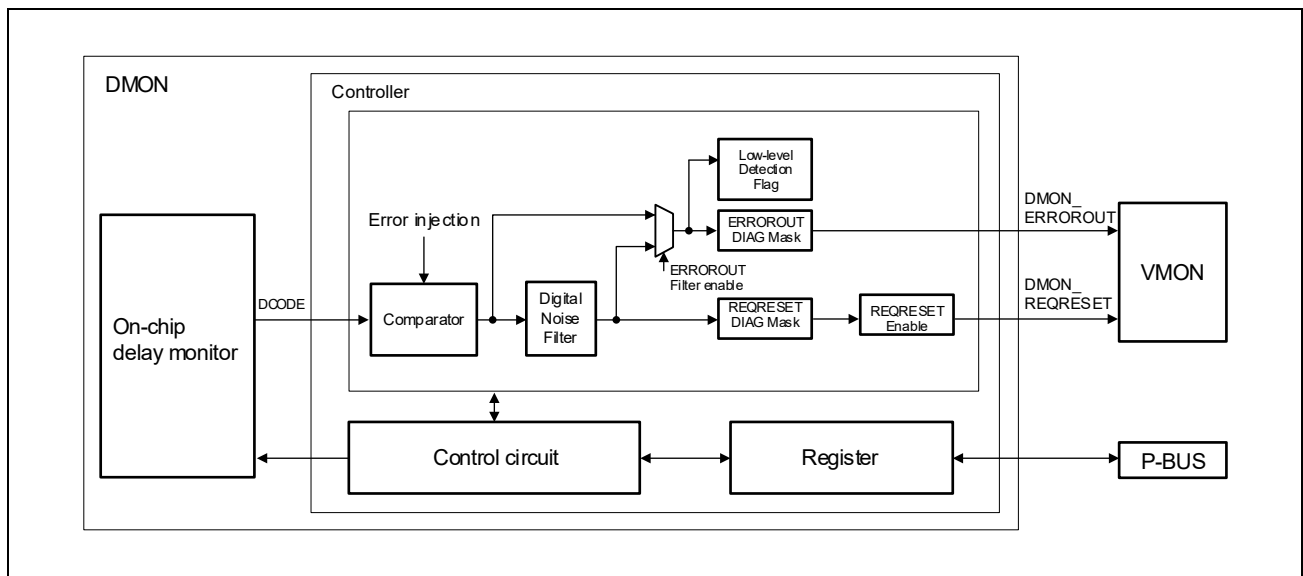 DMON
Controller
Low-level
Detection
Flag
Error injection
ERROROUT
DIAG Mask
DMON_
ERROROUT
ERROROUT
Filter enable
On-chip
delay monitor
DCODE
Comparator
Digital
Noise
Filter
REQRESET
DIAG Mask
REQRESET
Enable
DMON_
REQRESET
VMON
Control circuit
Register
P-BUS